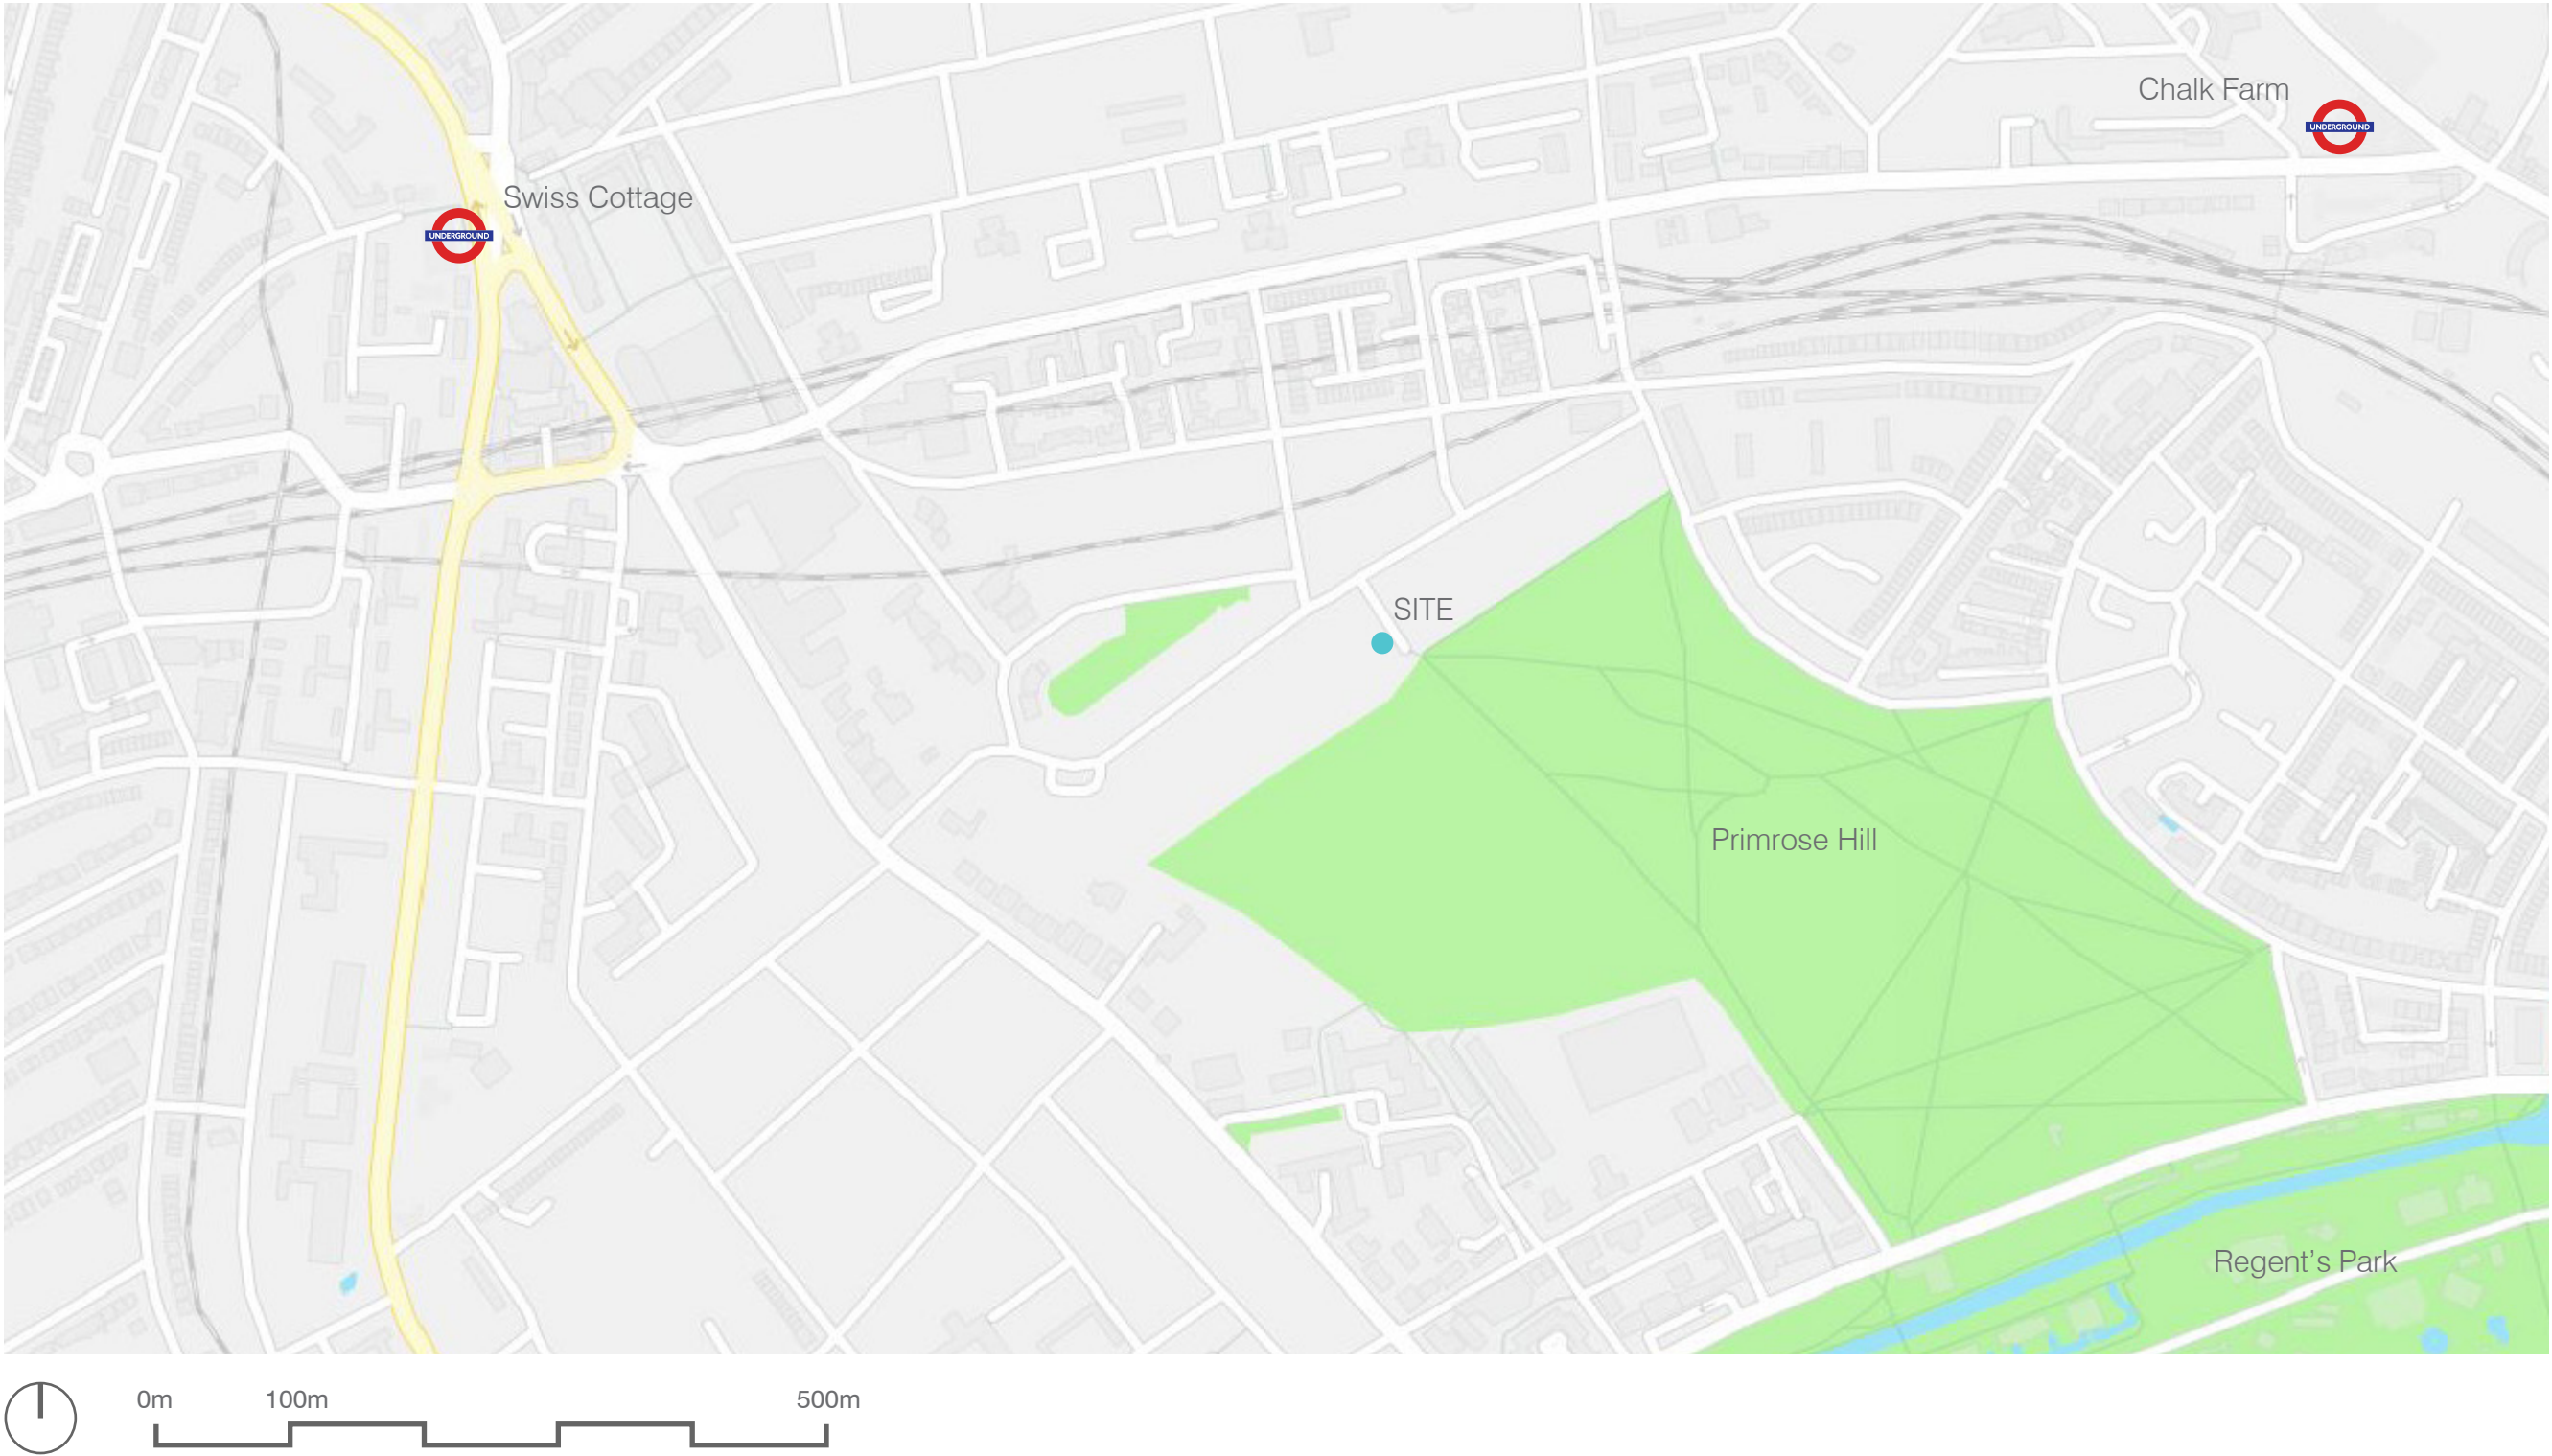 Chalk Farm
UNDERGROUND
Swiss Cottage
UNDERGROUND
SITE
Primrose Hill
Regent's Park
0m 100m 500m